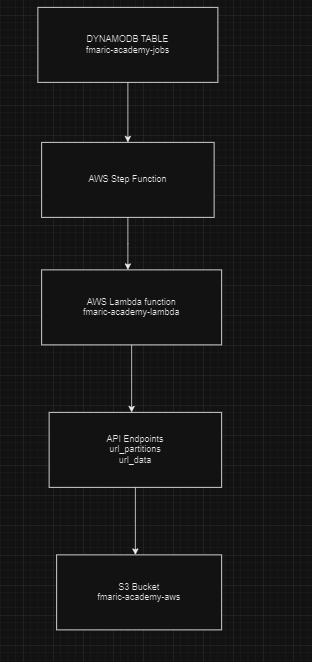 DYNAMODB TABLE
fmaric-academy-jobs
AWS Step Function
AWS Lambda function
fmaric-academy-lambda
API Endpoints
url_partitions
url_data
S3 Bucket
fmaric-academy-aws